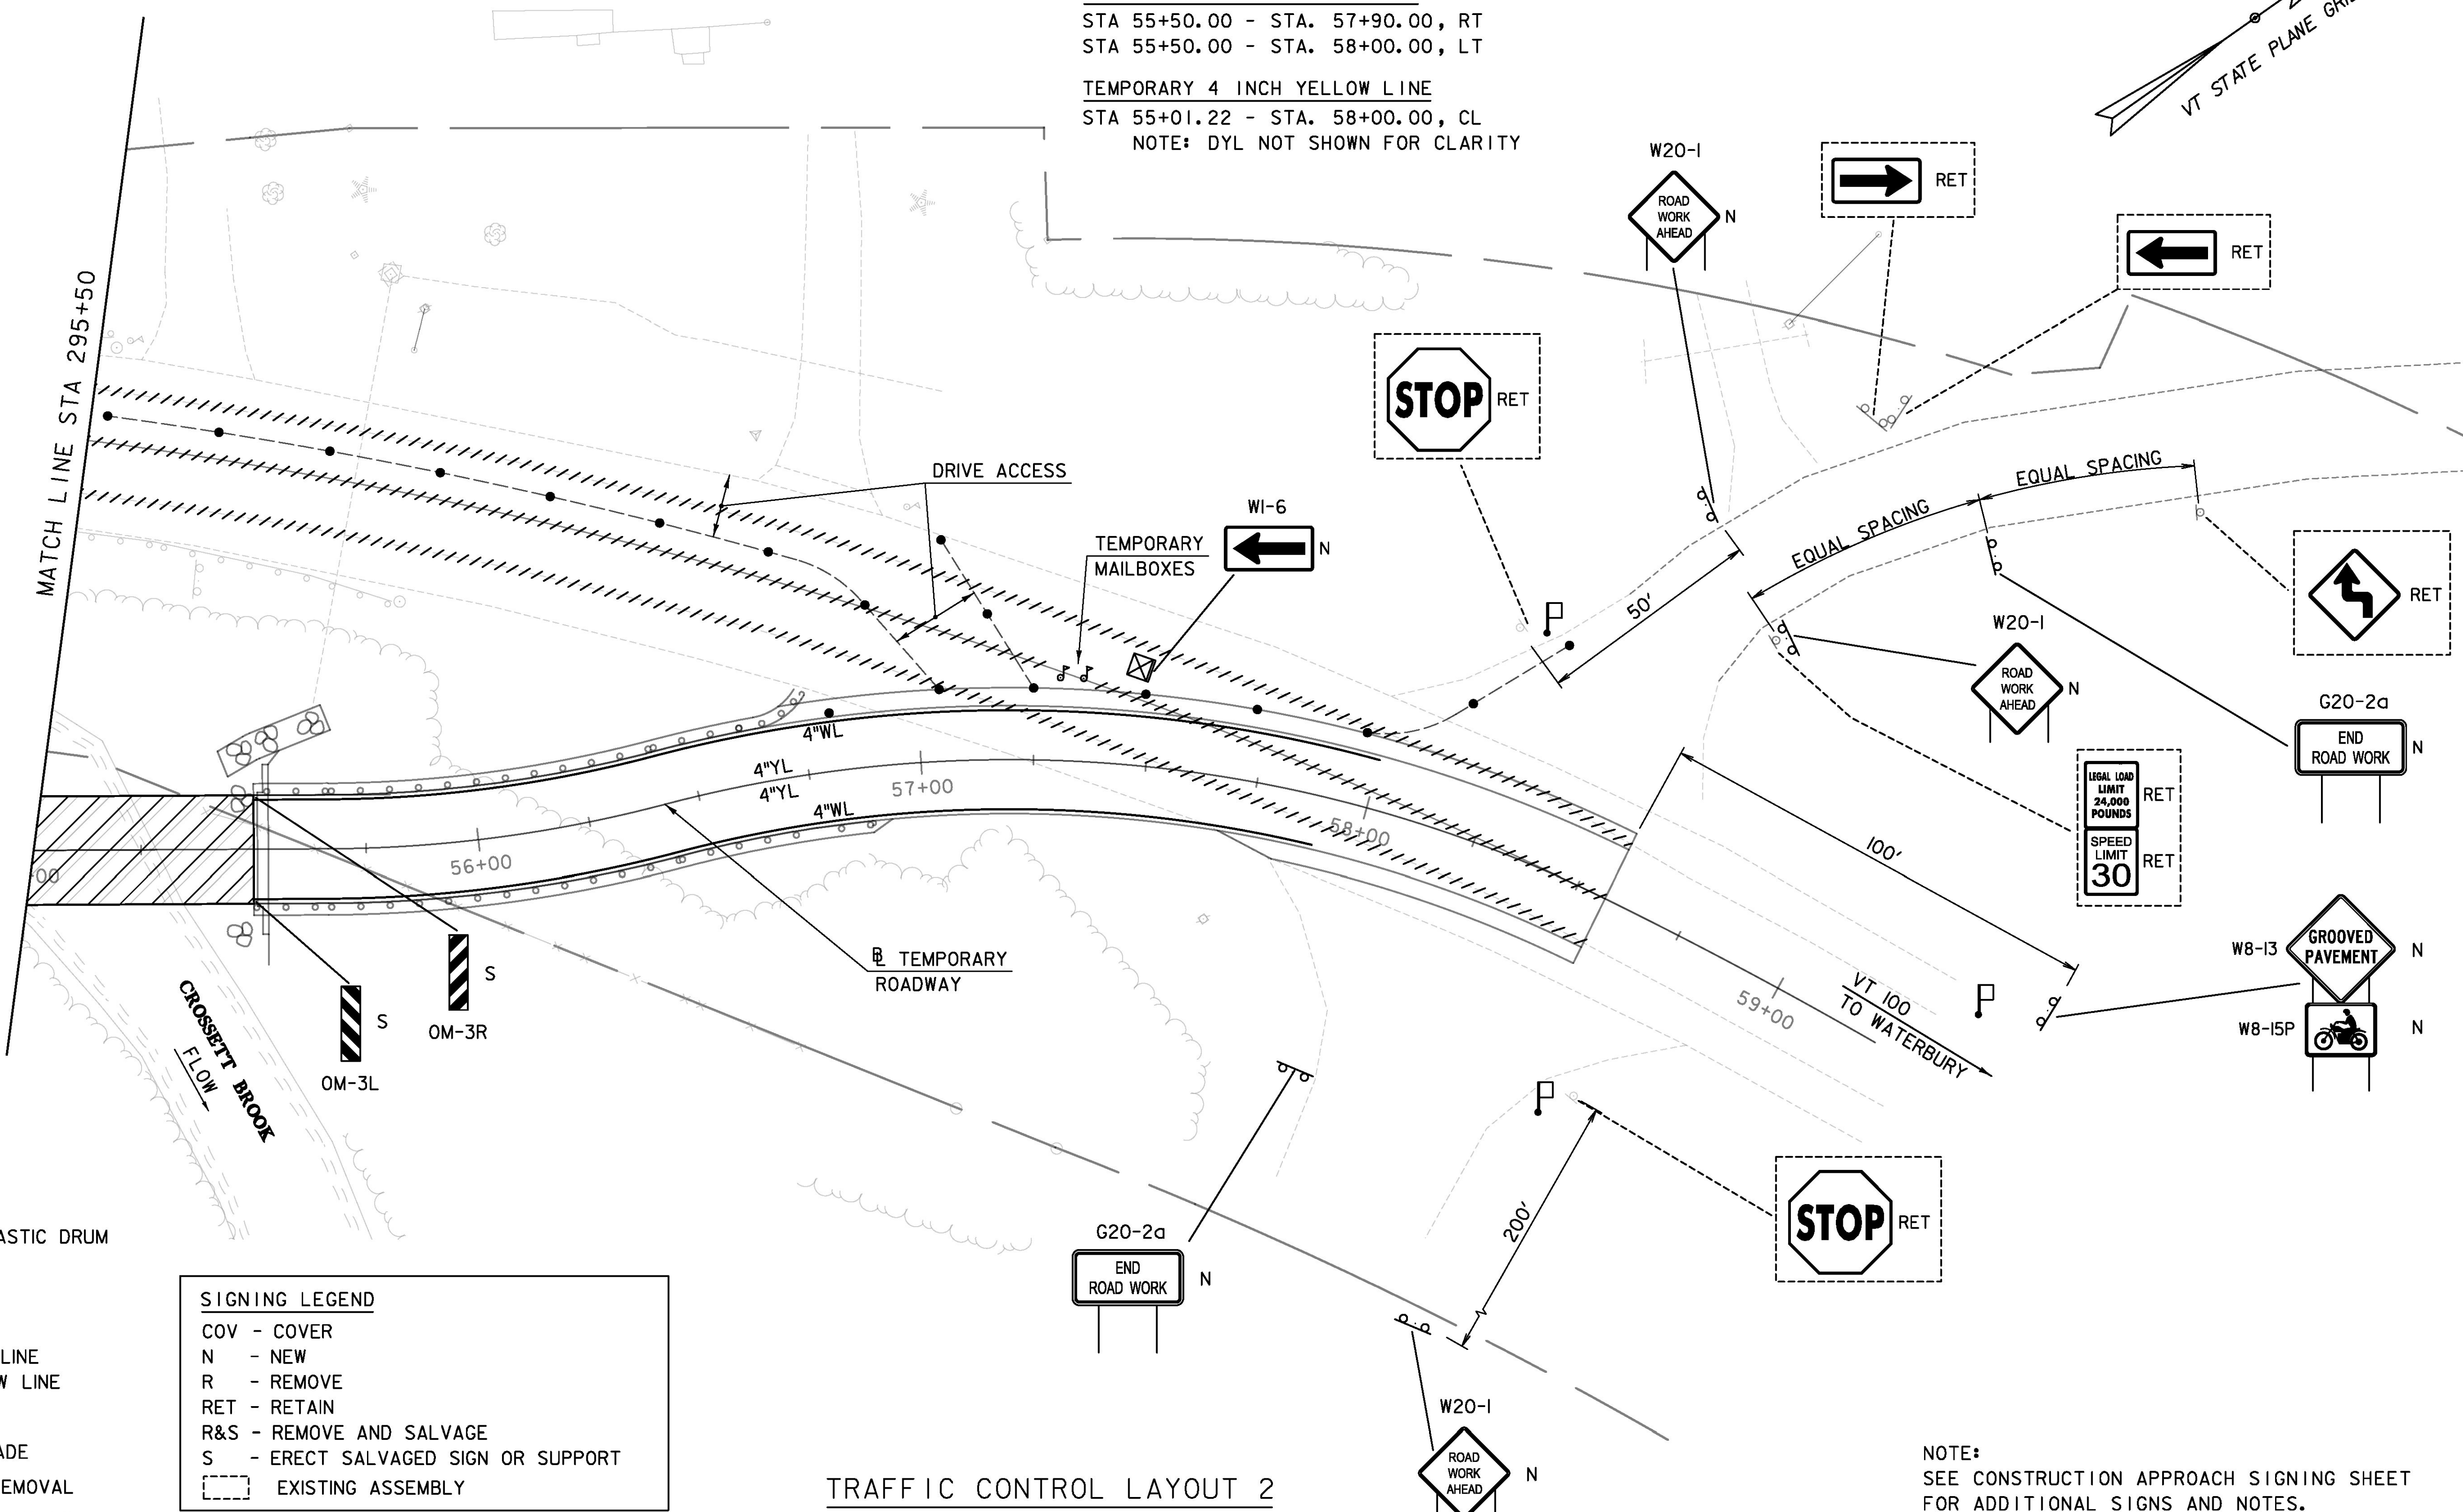 STA 55+50.00 - STA. 57+90.00, RT
STA 55+50.00 - STA. 58+00.00, LT
TEMPORARY 4 INCH YELLOW LINE
STA 55+01.22 - STA. 58+00.00, CL
NOTE: DYL NOT SHOWN FOR CLARITY
VT STATE PLANE
MATCH LINE STA 295+50
W20-1
ROAD
WORK
AHEAD
N
RET
RET
STOP
RET
DRIVE ACCESS
TEMPORARY
MAILBOXES
W1-6
N
50'
EQUAL SPACING
EQUAL SPACING
RET
W20-1
ROAD
WORK
AHEAD
N
G20-2a
END
ROAD WORK
N
LEGAL LOAD
LIMIT
24,000
POUNDS
RET
SPEED
LIMIT
30
RET
4"WL
4"YL
4"YL
4"WL
56+00
57+00
58+00
59+00
+00
100'
VT 100
TO WATERBURY
W8-13
GROOVED
PAVEMENT
N
W8-15P
N
BL TEMPORARY
ROADWAY
S
OM-3R
S
OM-3L
CROSSETT BROOK
FLOW
STOP
RET
200'
G20-2a
END
ROAD WORK
N
W20-1
ROAD
WORK
AHEAD
N
ASTIC DRUM
LINE
W LINE
ADE
EMOVAL
SIGNING LEGEND
COV - COVER
N - NEW
R - REMOVE
RET - RETAIN
R&S - REMOVE AND SALVAGE
S - ERECT SALVAGED SIGN OR SUPPORT
EXISTING ASSEMBLY
TRAFFIC CONTROL LAYOUT 2
NOTE:
SEE CONSTRUCTION APPROACH SIGNING SHEET
FOR ADDITIONAL SIGNS AND NOTES.